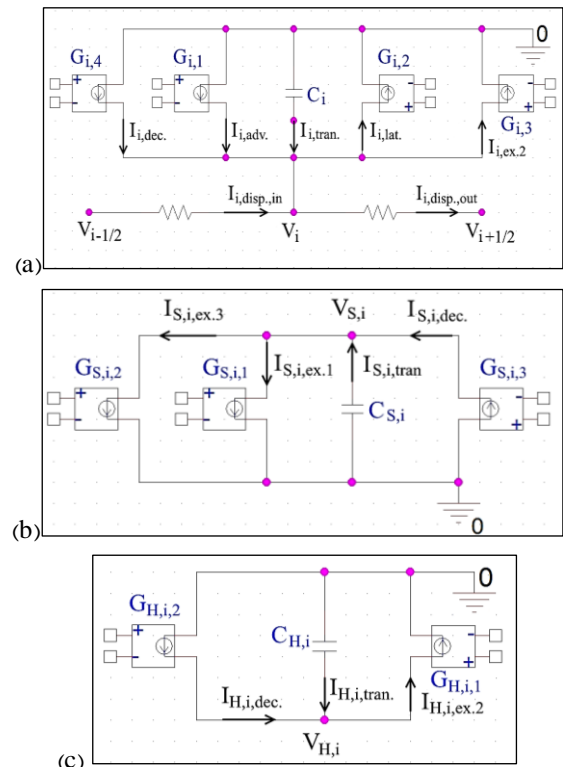 0
G_{i,4}
G_{i,1}
C_i
G_{i,2}
G_{i,3}
+ -
+ -
- +
- +
I_{i,dec.}
I_{i,adv.}
I_{i,tran.}
I_{i,lat.}
I_{i,ex.2}
I_{i,disp.,in}
I_{i,disp.,out}
V_{i-1/2}
V_i
V_{i+1/2}
(a)
I_{S,i,ex.3}
V_{S,i}
I_{S,i,dec.}
G_{S,i,2}
G_{S,i,1}
I_{S,i,ex.1}
I_{S,i,tran}
G_{S,i,3}
+ -
+ -
- +
C_{S,i}
0
(b)
0
G_{H,i,2}
C_{H,i}
+ -
- +
G_{H,i,1}
I_{H,i,dec.}
I_{H,i,tran.}
I_{H,i,ex.2}
V_{H,i}
(c)